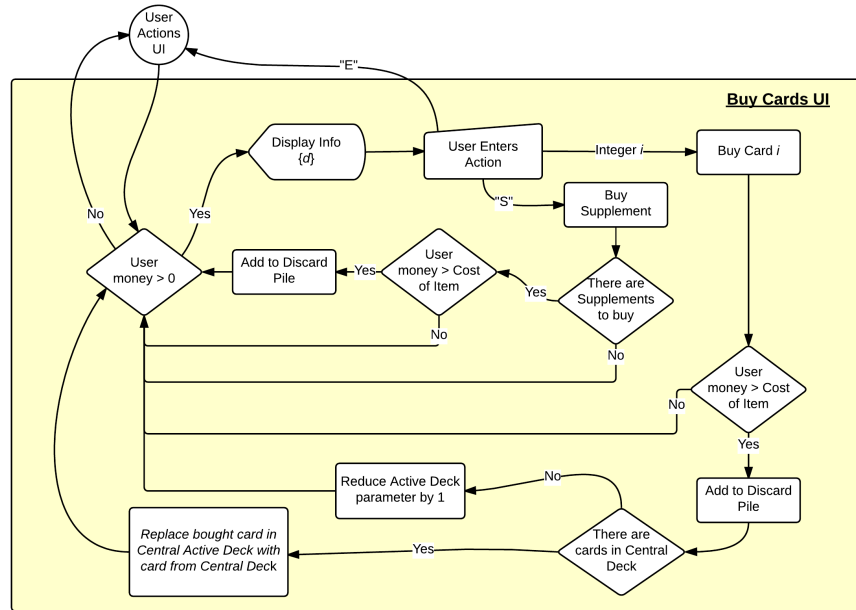 User
Actions
UI
"E"
Buy Cards UI
Display Info
{d}
User Enters
Action
Integer i
Buy Card i
"S"
Buy
Supplement
No
Yes
User
money > 0
Add to Discard
Pile
Yes
User
money > Cost
of Item
Yes
There are
Supplements
to buy
No
No
User
money > Cost
of Item
No
Yes
Reduce Active Deck
parameter by 1
No
Add to Discard
Pile
Replace bought card in
Central Active Deck with
card from Central Deck
Yes
There are
cards in Central
Deck